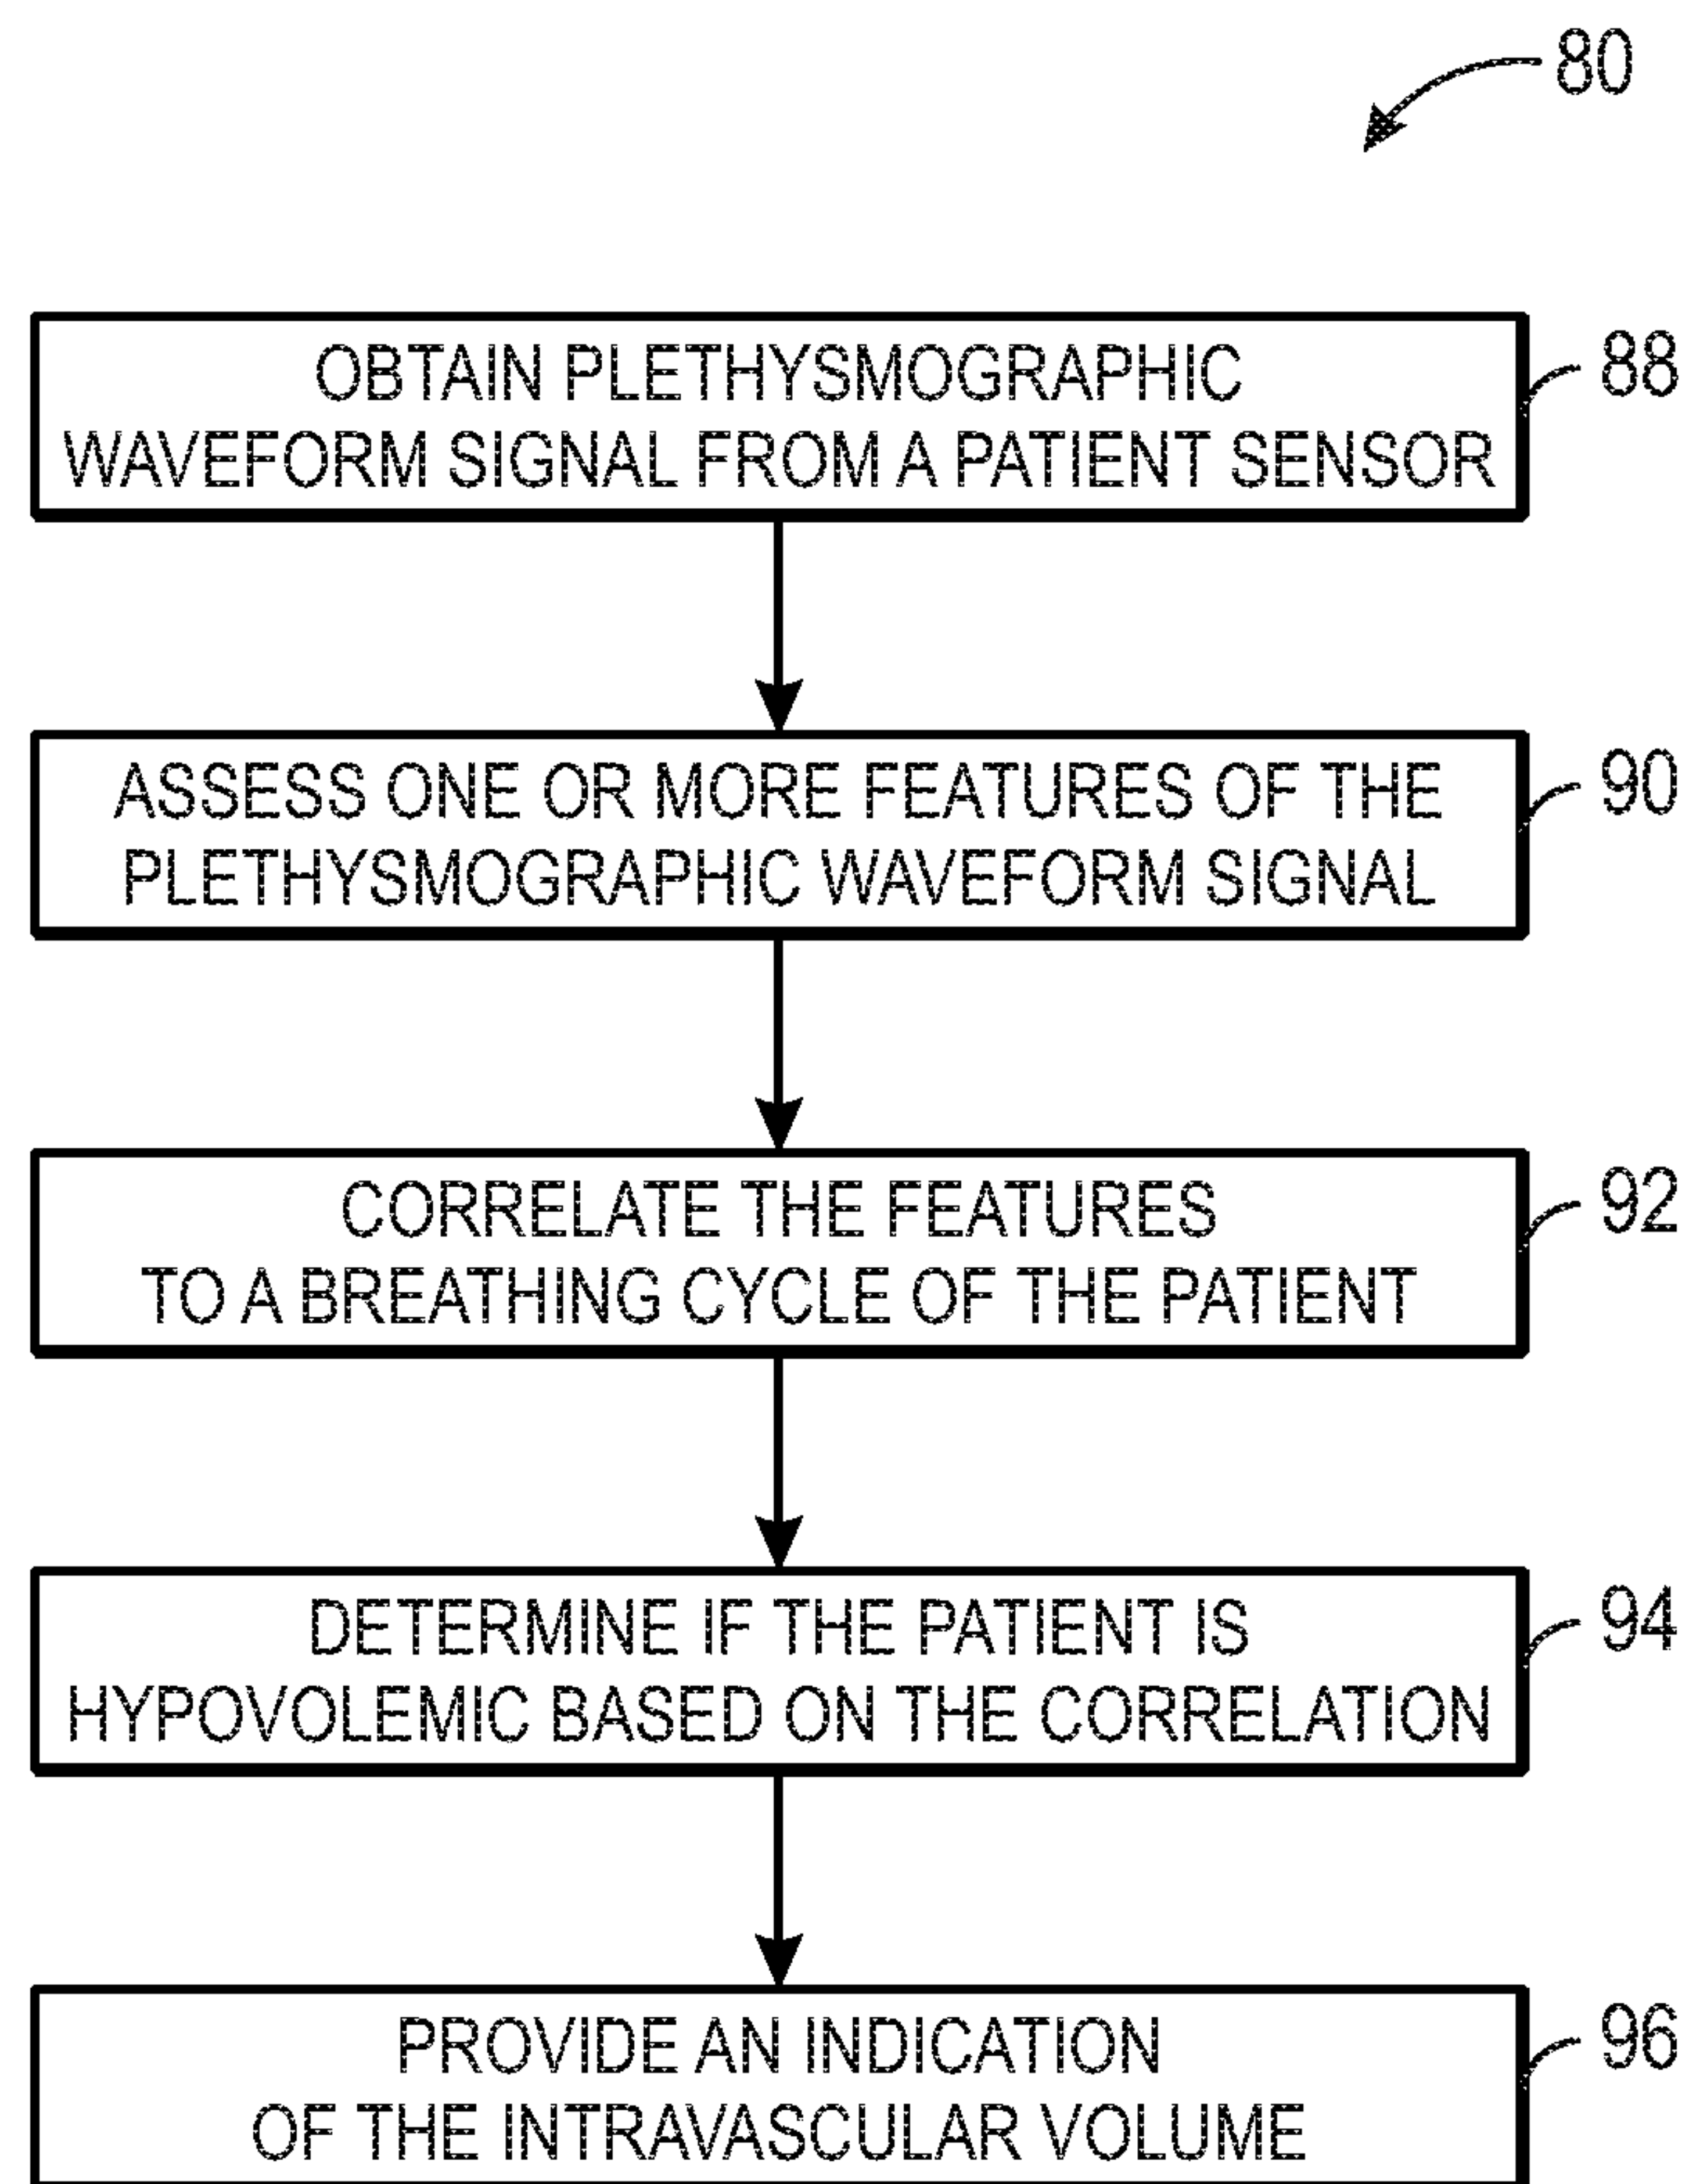 80
OBTAIN PLETHYSMOGRAPHIC
WAVEFORM SIGNAL FROM A PATIENT SENSOR
88
ASSESS ONE OR MORE FEATURES OF THE
PLETHYSMOGRAPHIC WAVEFORM SIGNAL
90
CORRELATE THE FEATURES
TO A BREATHING CYCLE OF THE PATIENT
92
DETERMINE IF THE PATIENT IS
HYPOVOLEMIC BASED ON THE CORRELATION
94
PROVIDE AN INDICATION
OF THE INTRAVASCULAR VOLUME
96